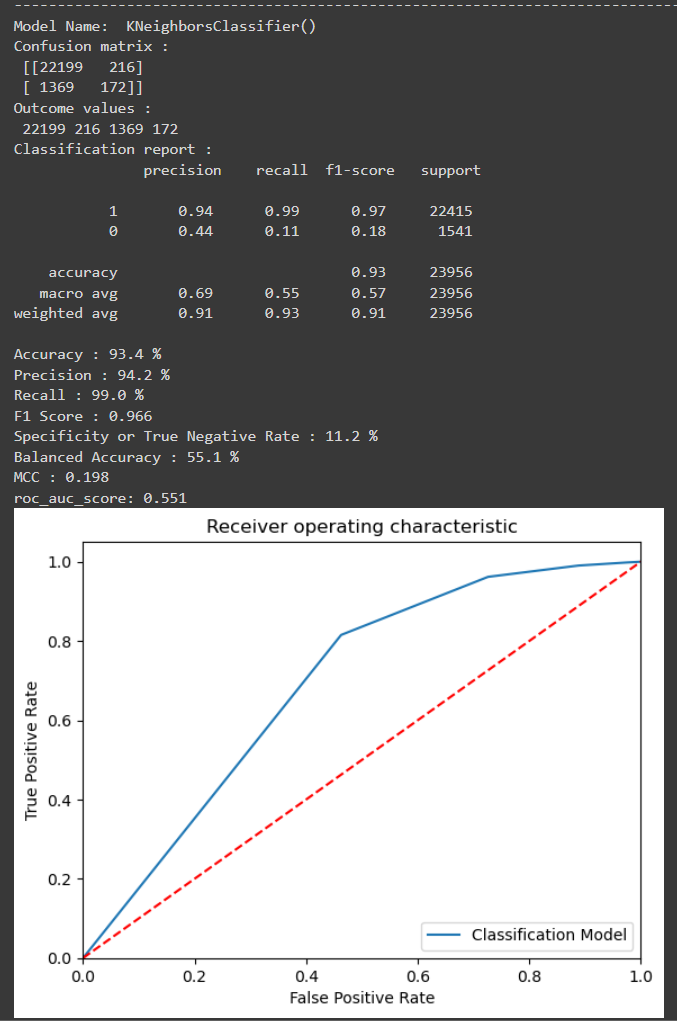 Model Name:  KNeighborsClassifier()
Confusion matrix :
[[22199   216]
[ 1369   172]]
Outcome values :
22199 216 1369 172
Classification report :
precision    recall  f1-score   support
1       0.94      0.99      0.97     22415
0       0.44      0.11      0.18      1541
accuracy                           0.93     23956
macro avg       0.69      0.55      0.57     23956
weighted avg       0.91      0.93      0.91     23956
Accuracy : 93.4 %
Precision : 94.2 %
Recall : 99.0 %
F1 Score : 0.966
Specificity or True Negative Rate : 11.2 %
Balanced Accuracy : 55.1 %
MCC : 0.198
roc_auc_score: 0.551
Receiver operating characteristic
1.0
0.8
0.6
0.4
0.2
0.0
True Positive Rate
Classification Model
0.0 0.2 0.4 0.6 0.8 1.0
False Positive Rate